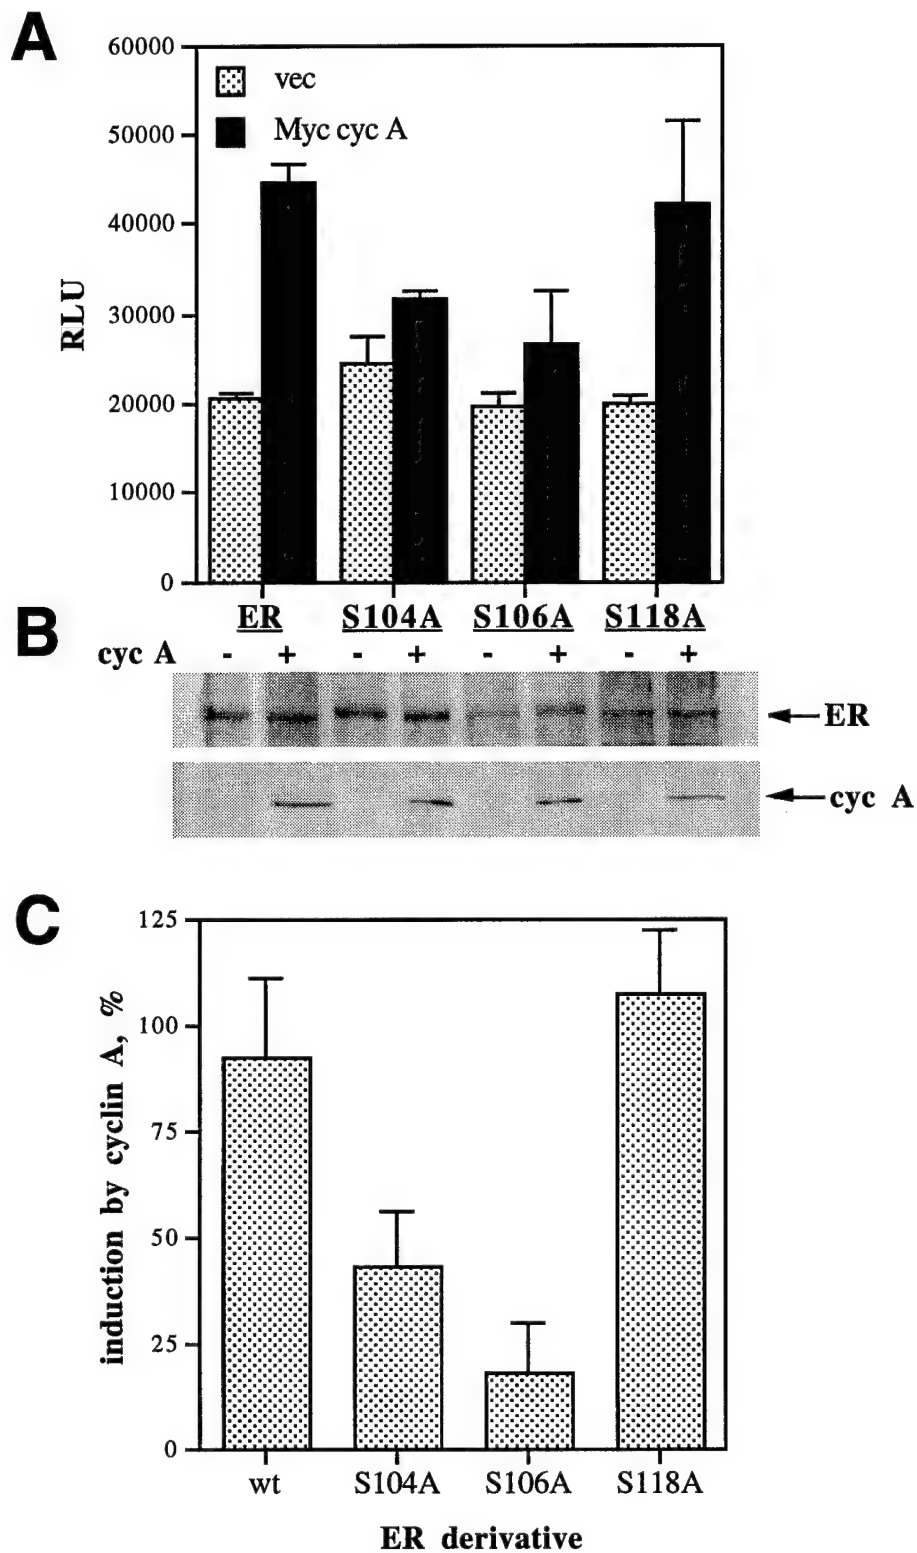 A
60000
50000
40000
30000
20000
10000
0
RLU
vec
Myc cyc A
ER S104A S106A S118A
B
cyc A - + - + - + - +
ER
cyc A
C
125
100
75
50
25
0
induction by cyclin A, %
wt S104A S106A S118A
ER derivative